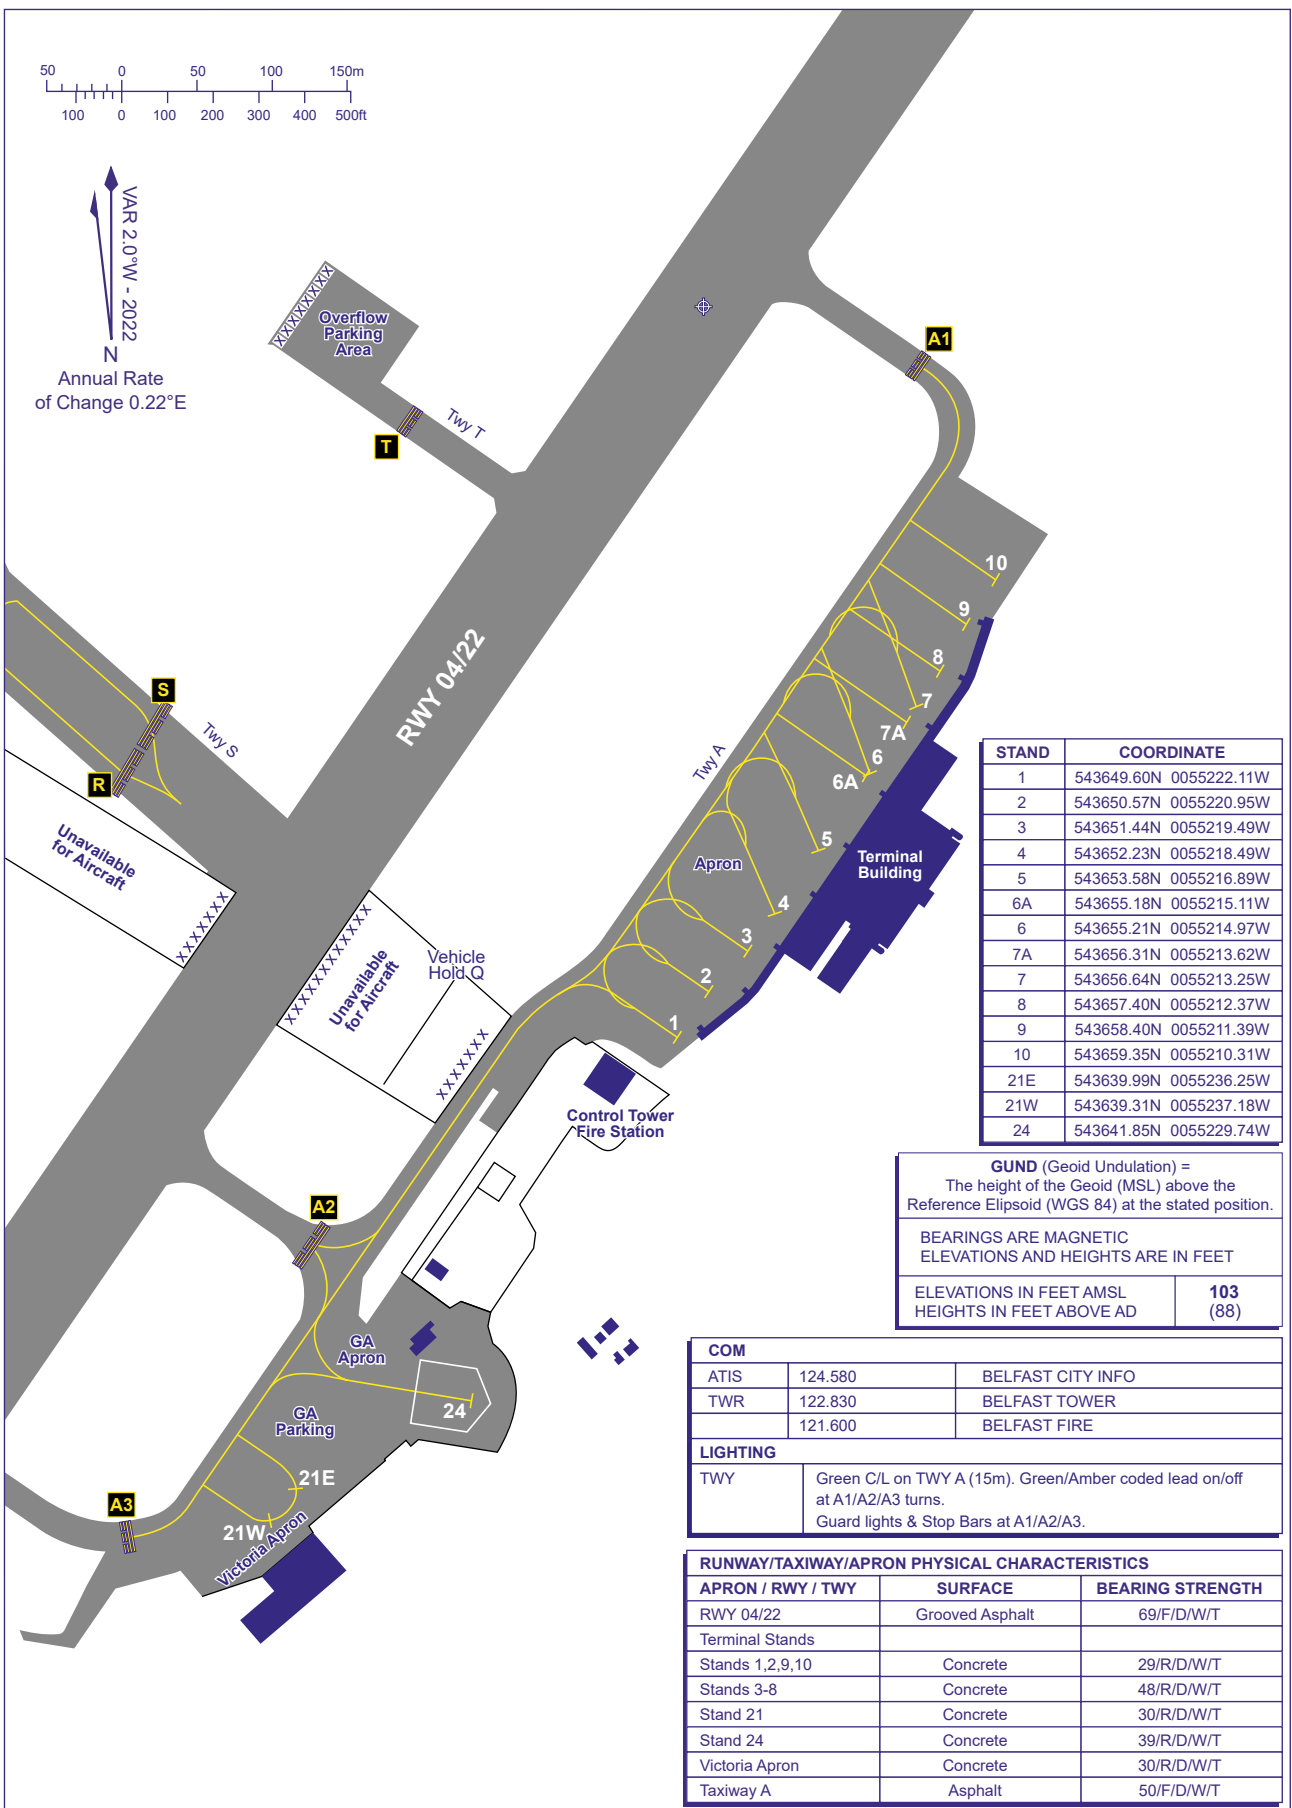 50 0 50 100 150m
100 0 100 200 300 400 500ft
VAR 2.0°W - 2022
N
Annual Rate
of Change 0.22°E
XXXXXXXX
Overflow
Parking
Area
T
Twy T
A1
RWY 04/22
S
R
Twy S
Unavailable
for Aircraft
XXXXXXX
XXXXXXXXXXXX
Unavailable
for Aircraft
Vehicle
Hold Q
XXXXXXX
Twy A
10
9
8
7
7A
6
6A
5
4
3
2
1
Apron
Terminal
Building
Control Tower
Fire Station
A2
GA
Apron
24
GA
Parking
21E
21W
A3
Victoria Apron
STAND COORDINATE
1 543649.60N 0055222.11W
2 543650.57N 0055220.95W
3 543651.44N 0055219.49W
4 543652.23N 0055218.49W
5 543653.58N 0055216.89W
6A 543655.18N 0055215.11W
6 543655.21N 0055214.97W
7A 543656.31N 0055213.62W
7 543656.64N 0055213.25W
8 543657.40N 0055212.37W
9 543658.40N 0055211.39W
10 543659.35N 0055210.31W
21E 543639.99N 0055236.25W
21W 543639.31N 0055237.18W
24 543641.85N 0055229.74W
GUND (Geoid Undulation) =
The height of the Geoid (MSL) above the
Reference Elipsoid (WGS 84) at the stated position.
BEARINGS ARE MAGNETIC
ELEVATIONS AND HEIGHTS ARE IN FEET
ELEVATIONS IN FEET AMSL 103
HEIGHTS IN FEET ABOVE AD (88)
COM
ATIS 124.580 BELFAST CITY INFO
TWR 122.830 BELFAST TOWER
121.600 BELFAST FIRE
LIGHTING
TWY Green C/L on TWY A (15m). Green/Amber coded lead on/off
at A1/A2/A3 turns.
Guard lights & Stop Bars at A1/A2/A3.
RUNWAY/TAXIWAY/APRON PHYSICAL CHARACTERISTICS
APRON / RWY / TWY SURFACE BEARING STRENGTH
RWY 04/22 Grooved Asphalt 69/F/D/W/T
Terminal Stands
Stands 1,2,9,10 Concrete 29/R/D/W/T
Stands 3-8 Concrete 48/R/D/W/T
Stand 21 Concrete 30/R/D/W/T
Stand 24 Concrete 39/R/D/W/T
Victoria Apron Concrete 30/R/D/W/T
Taxiway A Asphalt 50/F/D/W/T